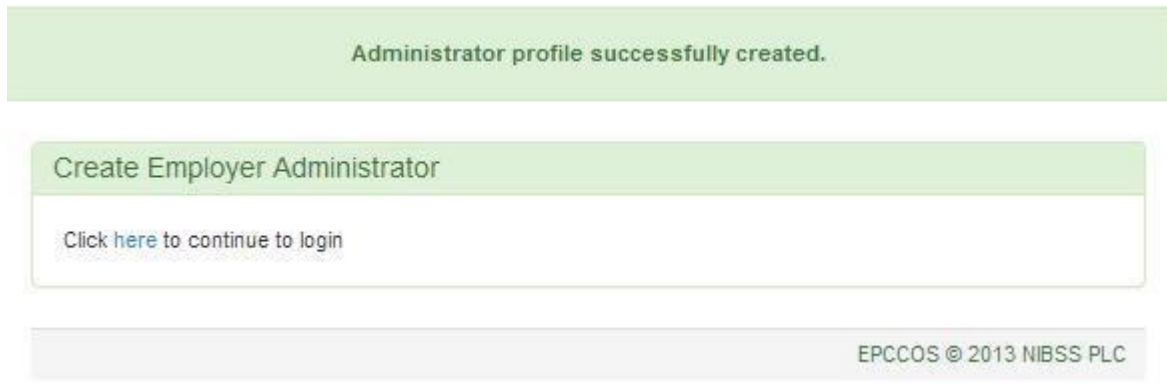 Administrator profile successfully created.
Create Employer Administrator
Click here to continue to login
EPCCOS © 2013 NIBSS PLC